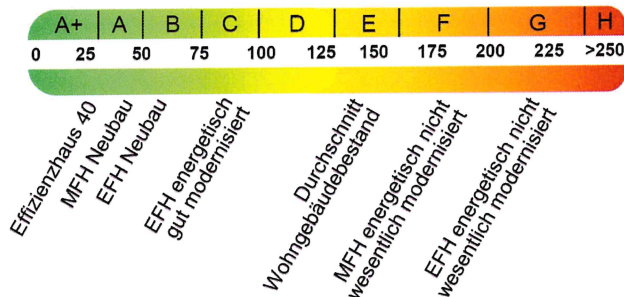 A+ A B C D E F G H
0 25 50 75 100 125 150 175 200 225 >250
Effizienzhaus 40
MFH Neubau
EFH Neubau
EFH energetisch
gut modernisiert
Durchschnitt
Wohngebäudebestand
MFH energetisch nicht
wesentlich modernisiert
EFH energetisch nicht
wesentlich modernisiert